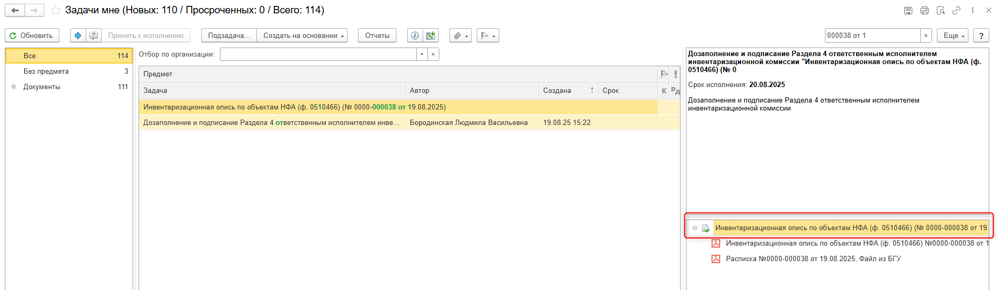 Задачи мне (Новых: 110 / Просроченных: 0 / Всего: 114)
Обновить
Принять к исполнению
Подзадача...
Создать на основании
Отчеты
000038 от 1
×
Еще
?
Все 114
Без предмета 3
Документы 111
Отбор по организации:
Предмет
Задача Автор Создана ↑ Срок К Рд
Инвентаризационная опись по объектам НФА (ф. 0510466) (№ 0000-000038 от 19.08.2025)
Дозаполнение и подписание Раздела 4 ответственным исполнителем инве... Бородинская Людмила Васильевна 19.08.25 15:22
Дозаполнение и подписание Раздела 4 ответственным исполнителем
инвентаризационной комиссии "Инвентаризационная опись по объектам НФА (ф.
0510466) (№ 0
Срок исполнения: 20.08.2025
Дозаполнение и подписание Раздела 4 ответственным исполнителем
инвентаризационной комиссии
Инвентаризационная опись по объектам НФА (ф. 0510466) (№ 0000-000038 от 19.
Инвентаризационная опись по объектам НФА (ф. 0510466) №0000-000038 от 1
Расписка №0000-000038 от 19.08.2025, Файл из БГУ